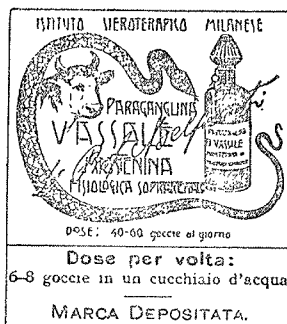 ISTITUTO SIEROTERAPICO MILANESE
PARAGANGLINA
VASSALE
FISIOLOGICA SOPRARENALE
DOSE: 40-60 goccie al giorno
Dose per volta:
6-8 goccie in un cucchiaio d'acqua
MARCA DEPOSITATA.